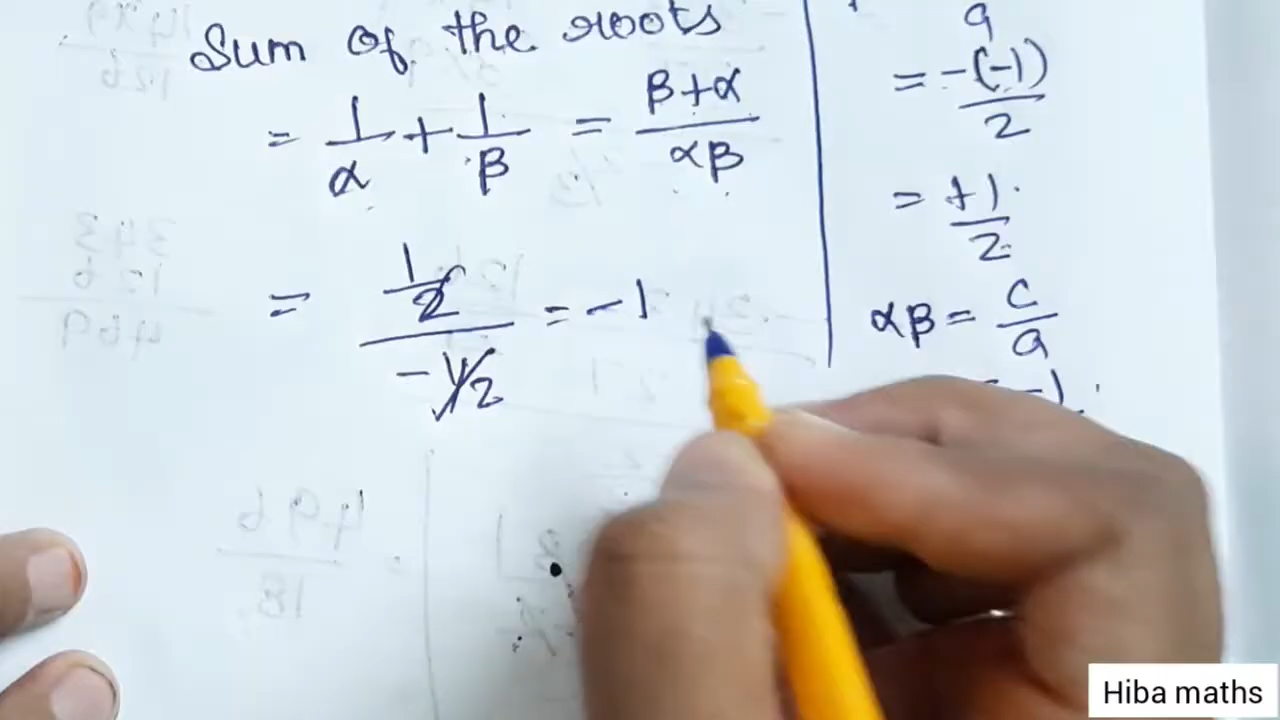 Sum of the roots
= 1/α + 1/β = β+α/αβ
= 1/2/-1/2 = -1
a
= -(-1)/2
= +1/2
αβ = c/a
-1
Hiba maths